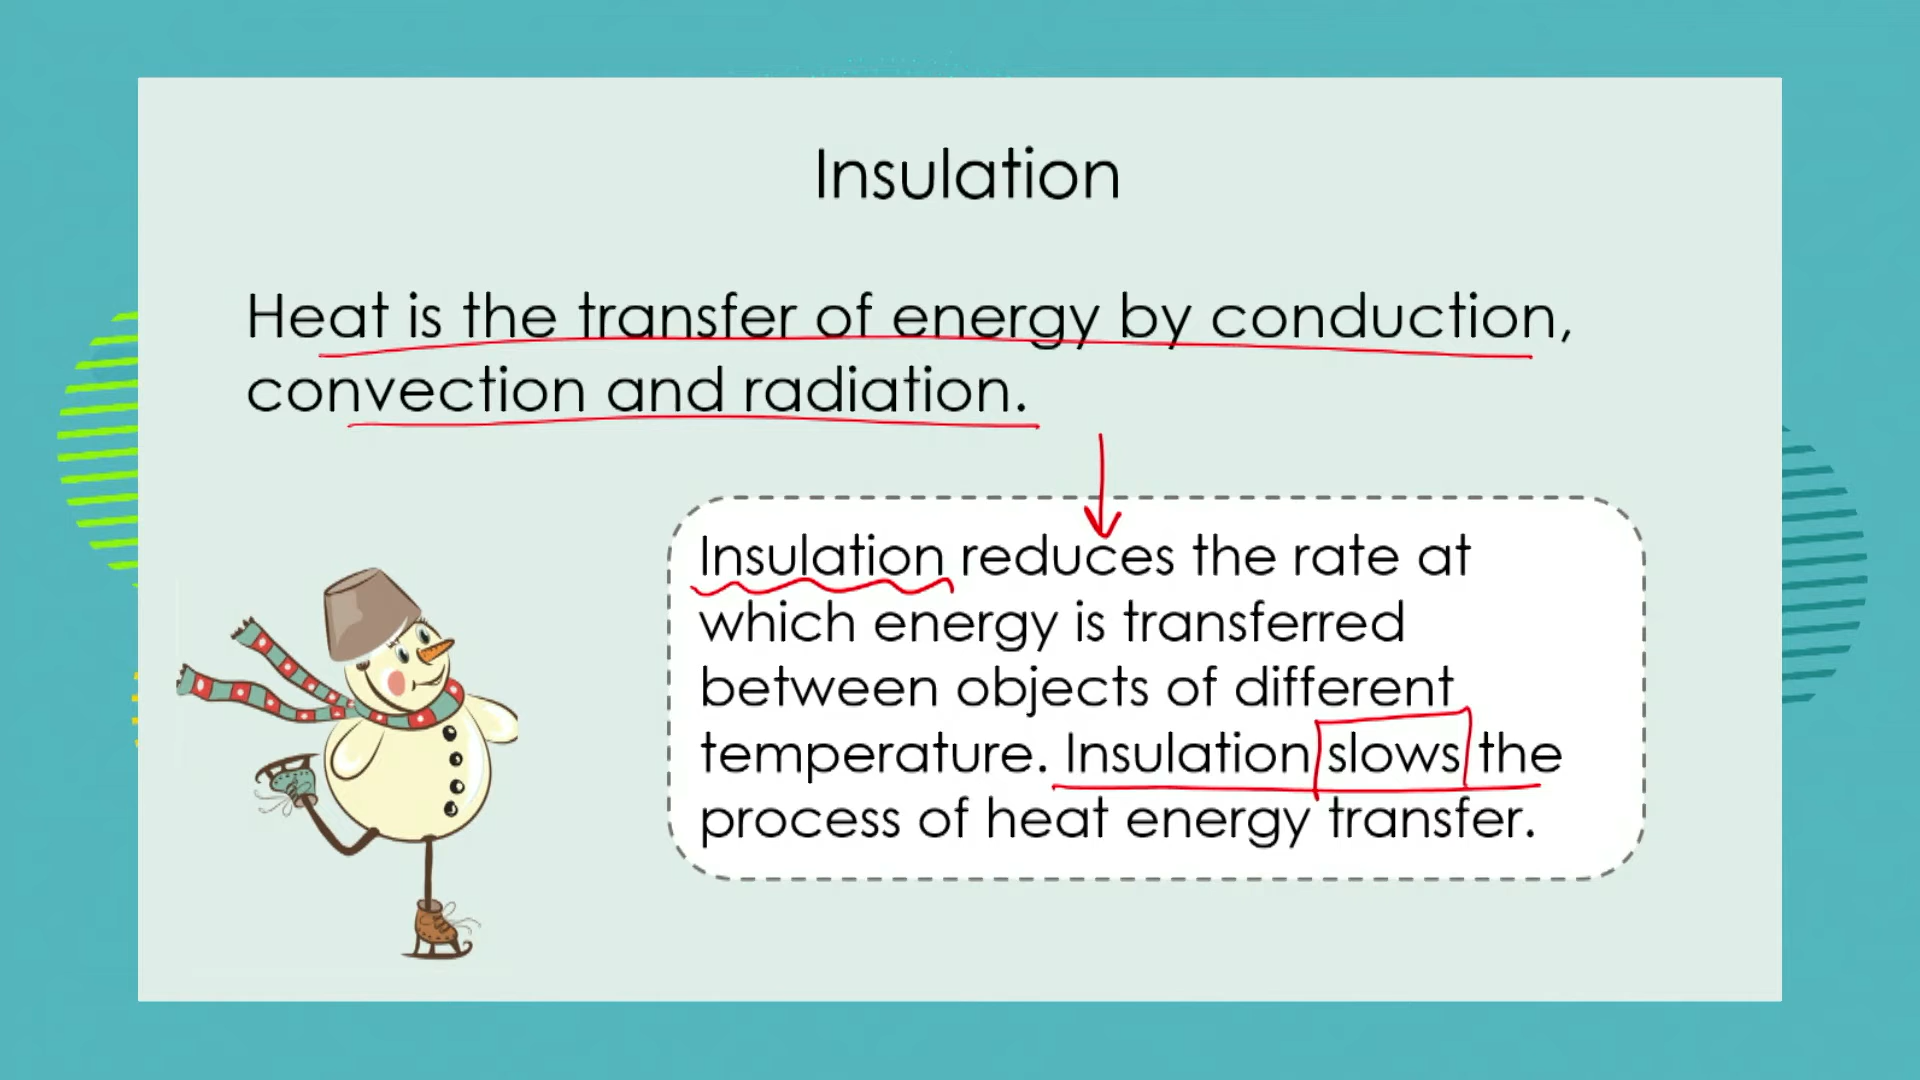 Insulation
Heat is the transfer of energy by conduction,
convection and radiation.
Insulation reduces the rate at
which energy is transferred
between objects of different
temperature. Insulation slows the
process of heat energy transfer.